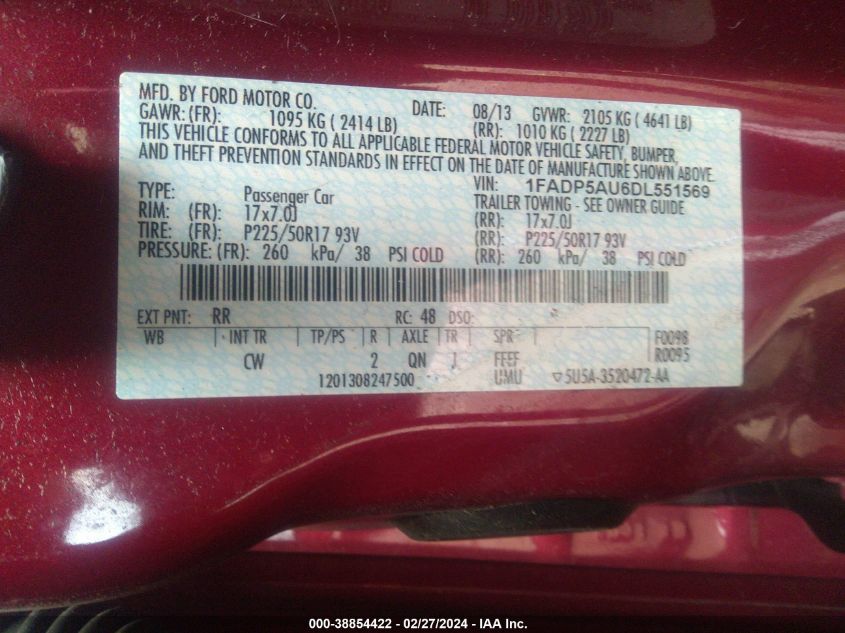 MFD. BY FORD MOTOR CO. DATE: 08/13 GVWR: 2105 KG ( 4641 LB)
GAWR: (FR): 1095 KG ( 2414 LB) (RR): 1010 KG ( 2227 LB)
THIS VEHICLE CONFORMS TO ALL APPLICABLE FEDERAL MOTOR VEHICLE SAFETY, BUMPER,
AND THEFT PREVENTION STANDARDS IN EFFECT ON THE DATE OF MANUFACTURE SHOWN ABOVE.
VIN: 1FADP5AU6DL551569
TYPE: Passenger Car TRAILER TOWING - SEE OWNER GUIDE
RIM: (FR): 17x7.0J (RR): 17x7.0J
TIRE: (FR): P225/50R17 93V (RR): P225/50R17 93V
PRESSURE: (FR): 260 kPa/ 38 PSI COLD (RR): 260 kPa/ 38 PSI COLD
EXT PNT: RR RC: 48 DSO:
WB INT TR TP/PS R AXLE TR SPR F0098
CW 2 QN J FEEF R0095
1201308247500 UMU ▽5U5A-3520472-AA
000-38854422 - 02/27/2024 - IAA Inc.